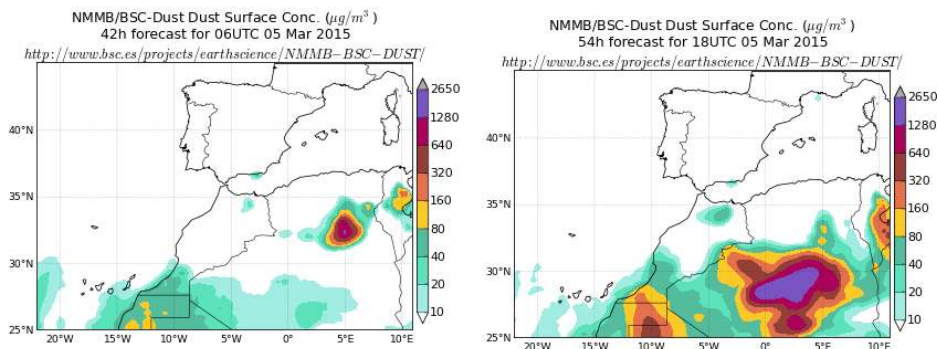 NMMB/BSC-Dust Dust Surface Conc. (μg/m³)
42h forecast for 06UTC 05 Mar 2015
http://www.bsc.es/projects/earthscience/NMMB-BSC-DUST/
40°N
35°N
30°N
25°N
20°W
15°W
10°W
5°W
0°
5°E
10°E
2650
1280
640
320
160
80
40
20
10
NMMB/BSC-Dust Dust Surface Conc. (μg/m³)
54h forecast for 18UTC 05 Mar 2015
http://www.bsc.es/projects/earthscience/NMMB-BSC-DUST/
40°N
35°N
30°N
25°N
20°W
15°W
10°W
5°W
0°
5°E
10°E
2650
1280
640
320
160
80
40
20
10